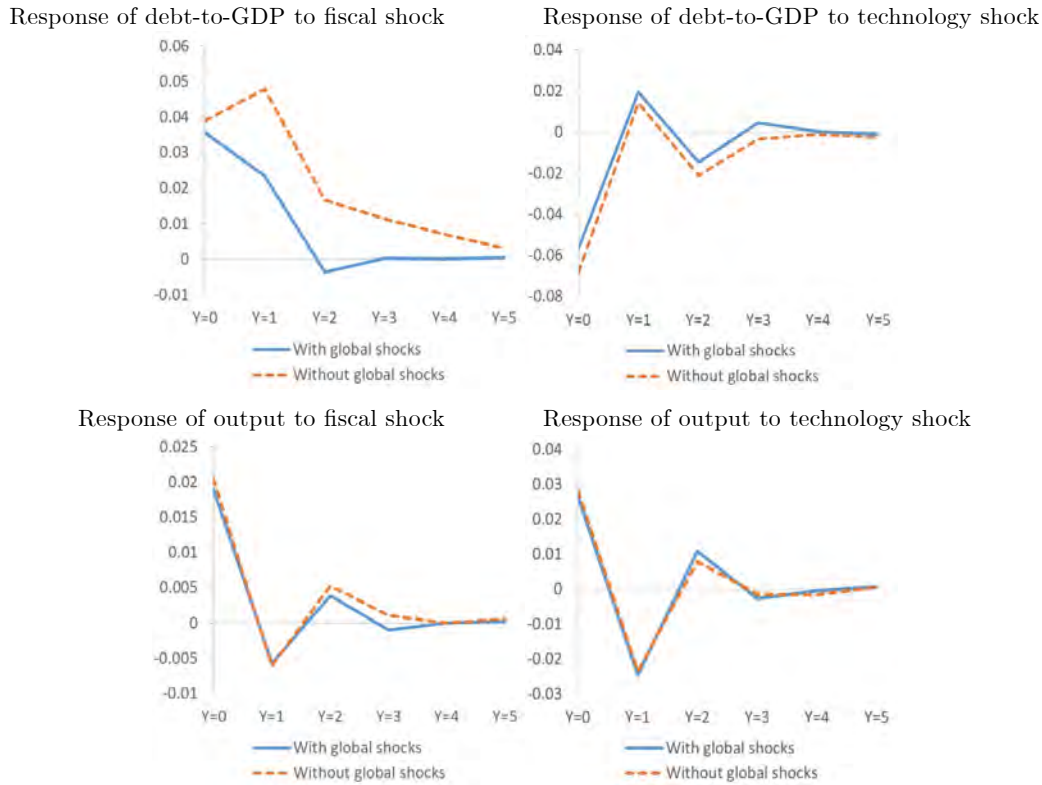 Response of debt-to-GDP to fiscal shock
0.06
0.05
0.04
0.03
0.02
0.01
0
-0.01
Y=0 Y=1 Y=2 Y=3 Y=4 Y=5
With global shocks
Without global shocks
Response of debt-to-GDP to technology shock
0.04
0.02
0
-0.02
-0.04
-0.06
-0.08
Y=0 Y=1 Y=2 Y=3 Y=4 Y=5
With global shocks
Without global shocks
Response of output to fiscal shock
0.025
0.02
0.015
0.01
0.005
0
-0.005
-0.01
Y=0 Y=1 Y=2 Y=3 Y=4 Y=5
With global shocks
Without global shocks
Response of output to technology shock
0.04
0.03
0.02
0.01
0
-0.01
-0.02
-0.03
Y=0 Y=1 Y=2 Y=3 Y=4 Y=5
With global shocks
Without global shocks